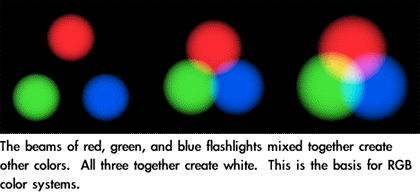 The beams of red, green, and blue flashlights mixed together create
other colors. All three together create white. This is the basis for RGB
color systems.